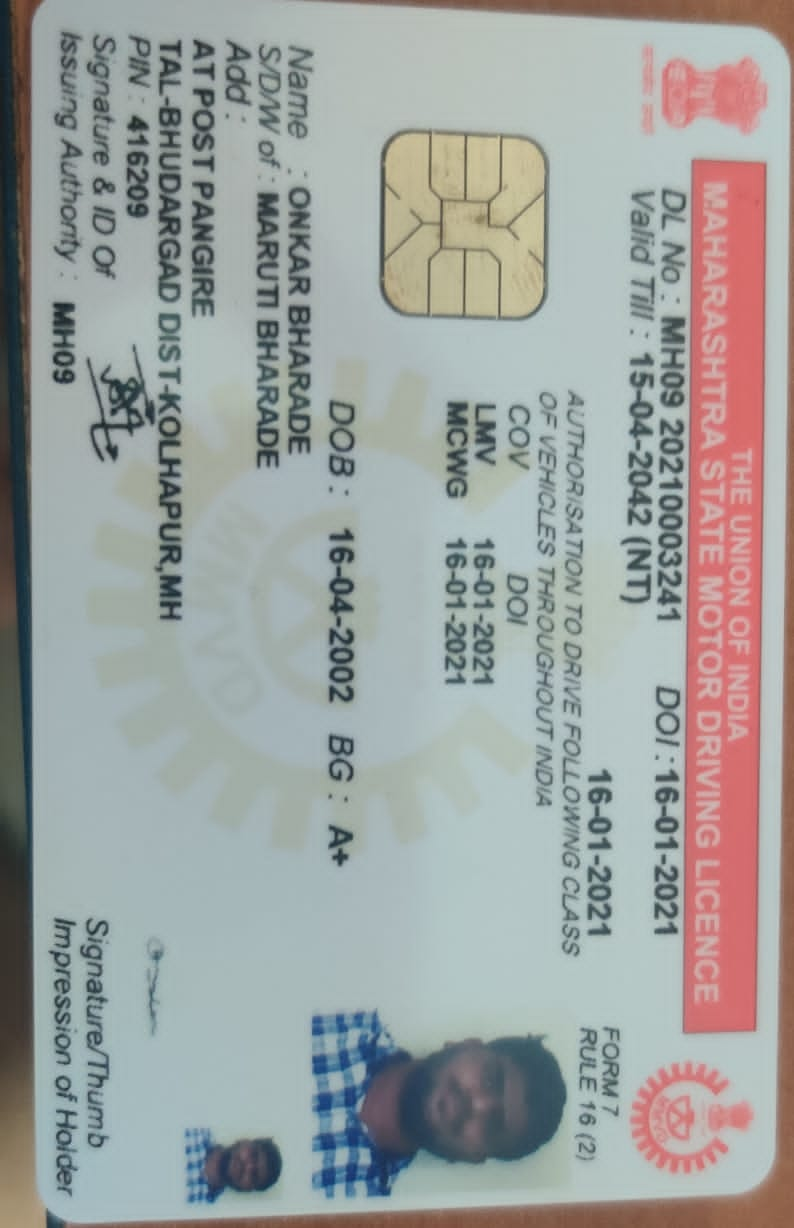 THE UNION OF INDIA
MAHARASHTRA STATE MOTOR DRIVING LICENCE
DL No : MH09 20210003241 DOI : 16-01-2021
Valid Till : 15-04-2042 (NT) 16-01-2021
FORM 7
RULE 16 (2)
AUTHORISATION TO DRIVE FOLLOWING CLASS
OF VEHICLES THROUGHOUT INDIA
COV DOI
LMV 16-01-2021
MCWG 16-01-2021
DOB : 16-04-2002 BG : A+
Name : ONKAR BHARADE
S/D/W of : MARUTI BHARADE
Add :
AT POST PANGIRE
TAL-BHUDARGAD DIST-KOLHAPUR,MH
PIN : 416209
Signature & ID Of
Issuing Authority : MH09
Signature/Thumb
Impression of Holder
MMVD